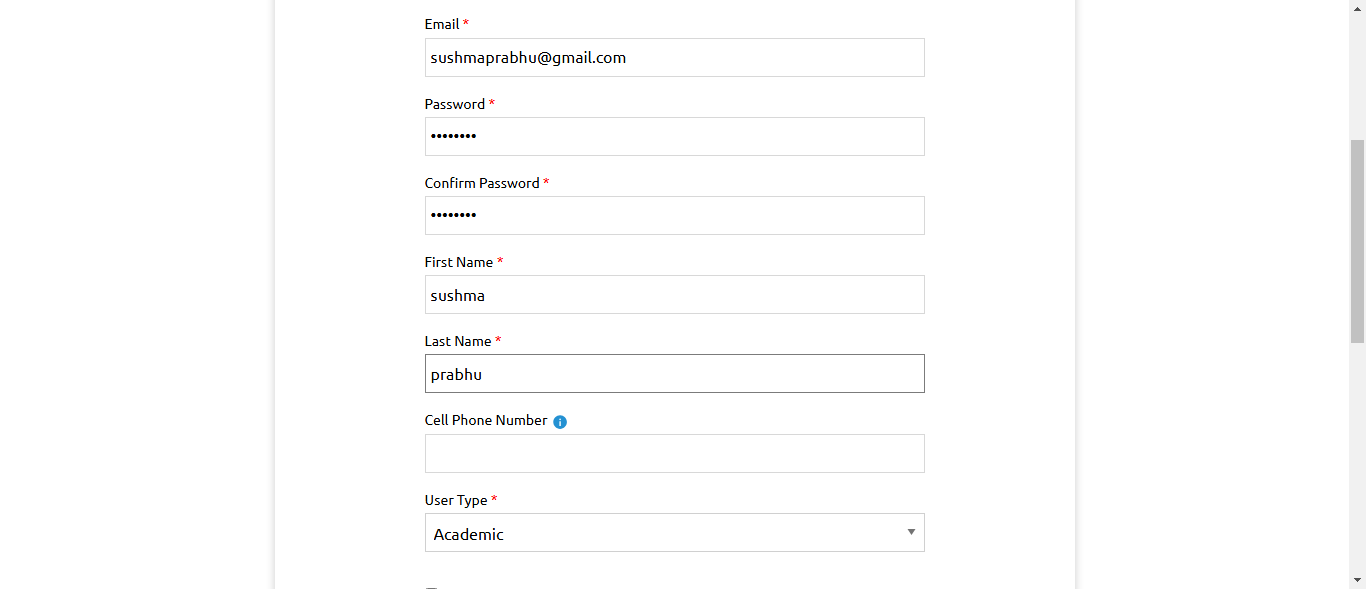 Email *
sushmaprabhu@gmail.com
Password *
••••••••
Confirm Password *
••••••••
First Name *
sushma
Last Name *
prabhu
Cell Phone Number i
User Type *
Academic